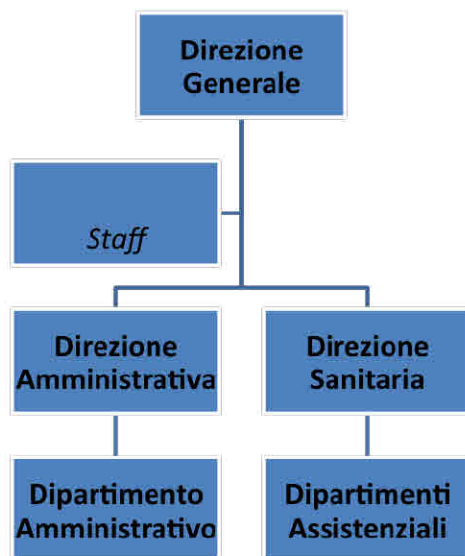 Direzione
Generale
Staff
Direzione
Amministrativa
Direzione
Sanitaria
Dipartimento
Amministrativo
Dipartimenti
Assistenziali